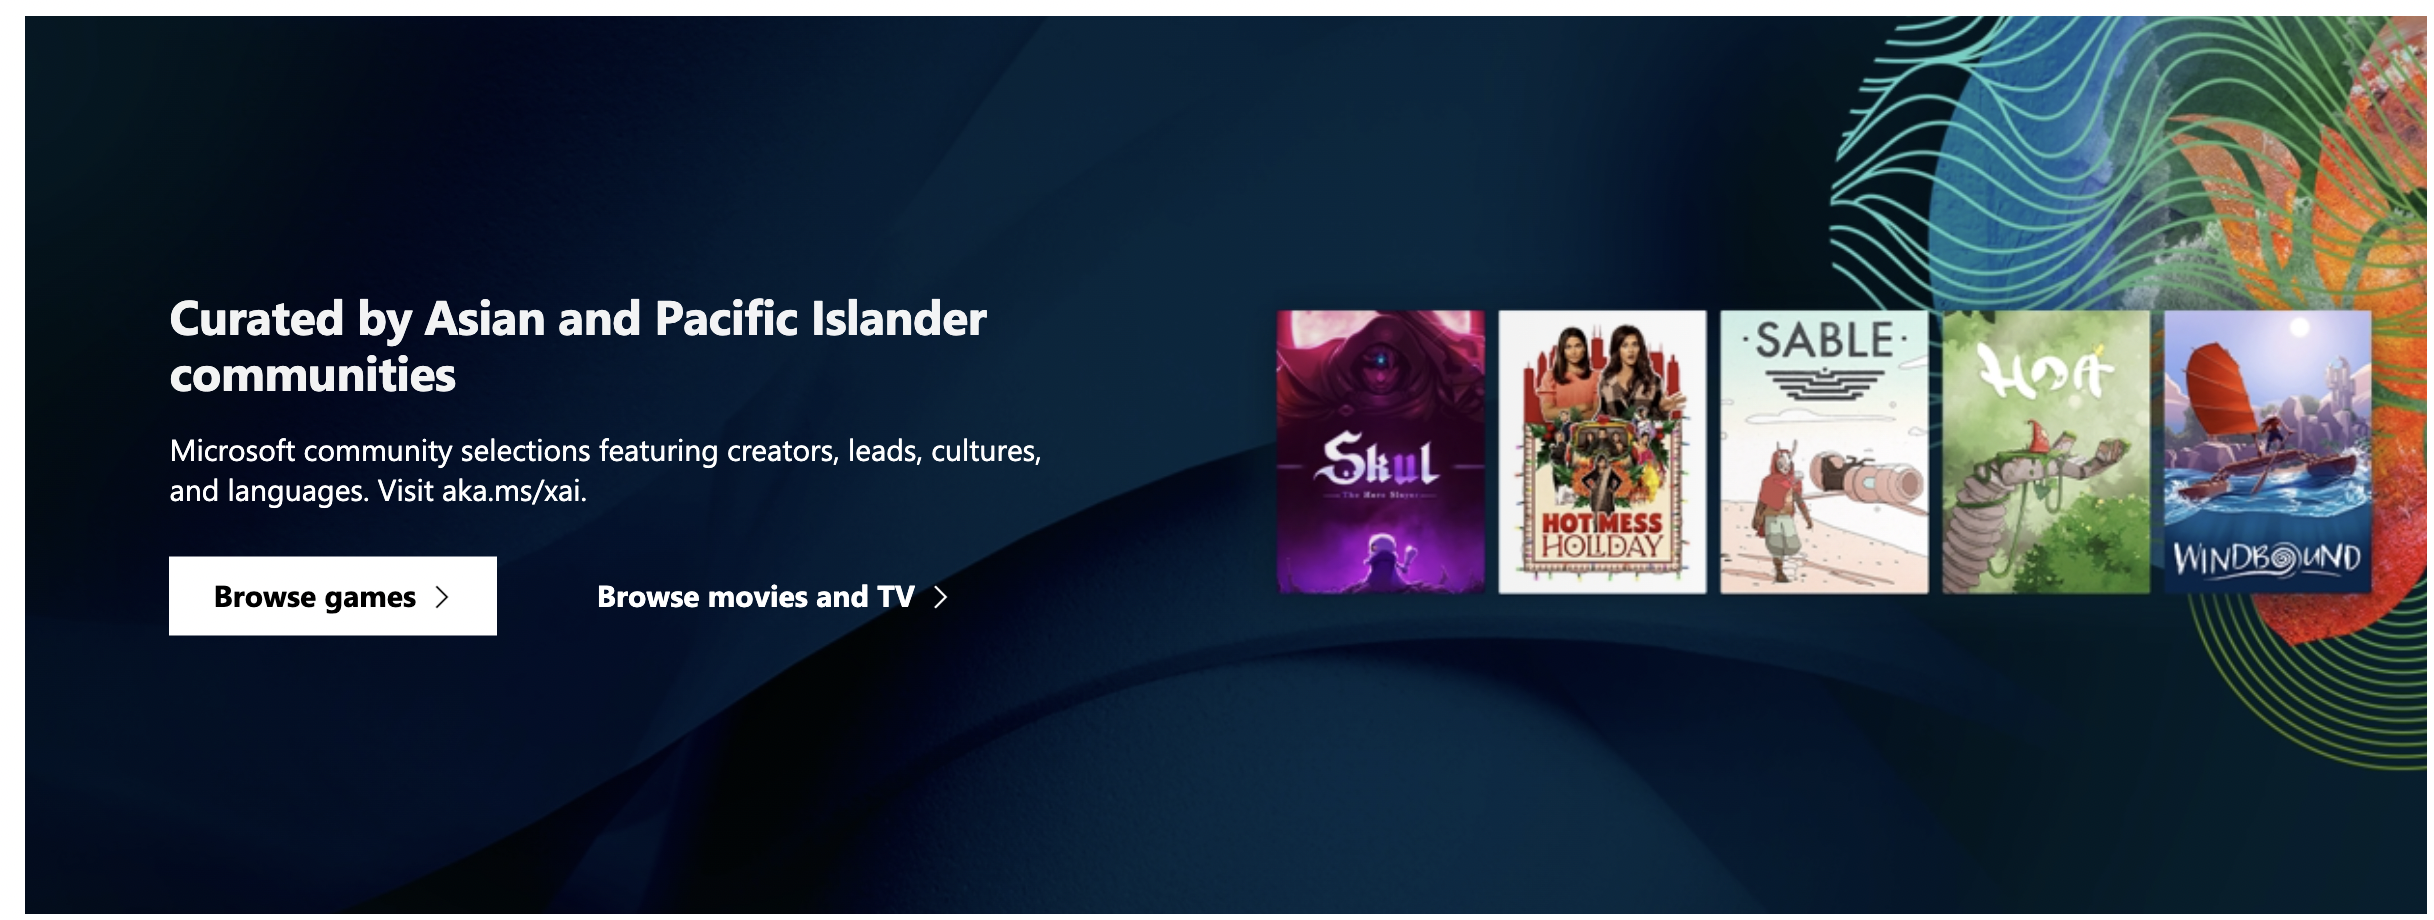 Curated by Asian and Pacific Islander
communities
Microsoft community selections featuring creators, leads, cultures,
and languages. Visit aka.ms/xai.
Browse games
Browse movies and TV
Skul
The Hero Slayer
HOT MESS
HOLIDAY
SABLE
HOA
WINDBOUND